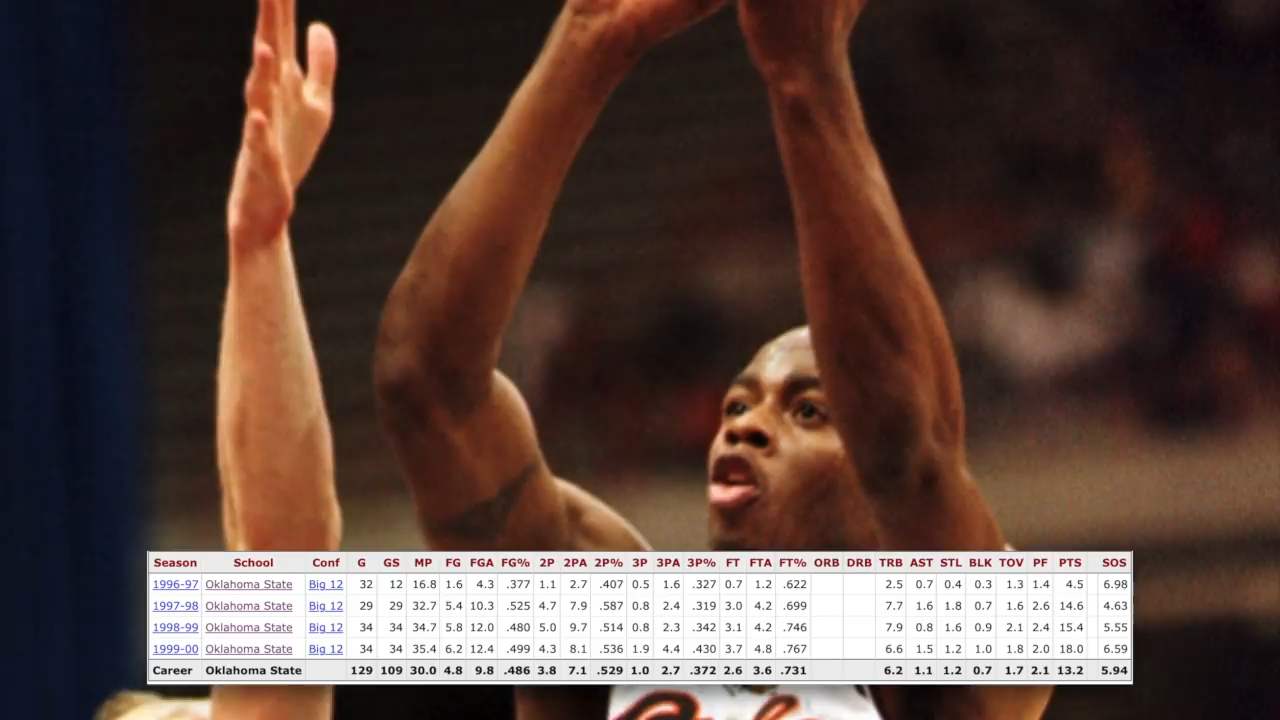 Season School Conf G GS MP FG FGA FG% 2P 2PA 2P% 3P 3PA 3P% FT FTA FT% ORB DRB TRB AST STL BLK TOV PF PTS SOS
1996-97 Oklahoma State Big 12 32 12 16.8 1.6 4.3 .377 1.1 2.7 .407 0.5 1.6 .327 0.7 1.2 .622 2.5 0.7 0.4 0.3 1.3 1.4 4.5 6.98
1997-98 Oklahoma State Big 12 29 29 32.7 5.4 10.3 .525 4.7 7.9 .587 0.8 2.4 .319 3.0 4.2 .699 7.7 1.6 1.8 0.7 1.6 2.6 14.6 4.63
1998-99 Oklahoma State Big 12 34 34 34.7 5.8 12.0 .480 5.0 9.7 .514 0.8 2.3 .342 3.1 4.2 .746 7.9 0.8 1.6 0.9 2.1 2.4 15.4 5.55
1999-00 Oklahoma State Big 12 34 34 35.4 6.2 12.4 .499 4.3 8.1 .536 1.9 4.4 .430 3.7 4.8 .767 6.6 1.5 1.2 1.0 1.8 2.0 18.0 6.59
Career Oklahoma State 129 109 30.0 4.8 9.8 .486 3.8 7.1 .529 1.0 2.7 .372 2.6 3.6 .731 6.2 1.1 1.2 0.7 1.7 2.1 13.2 5.94